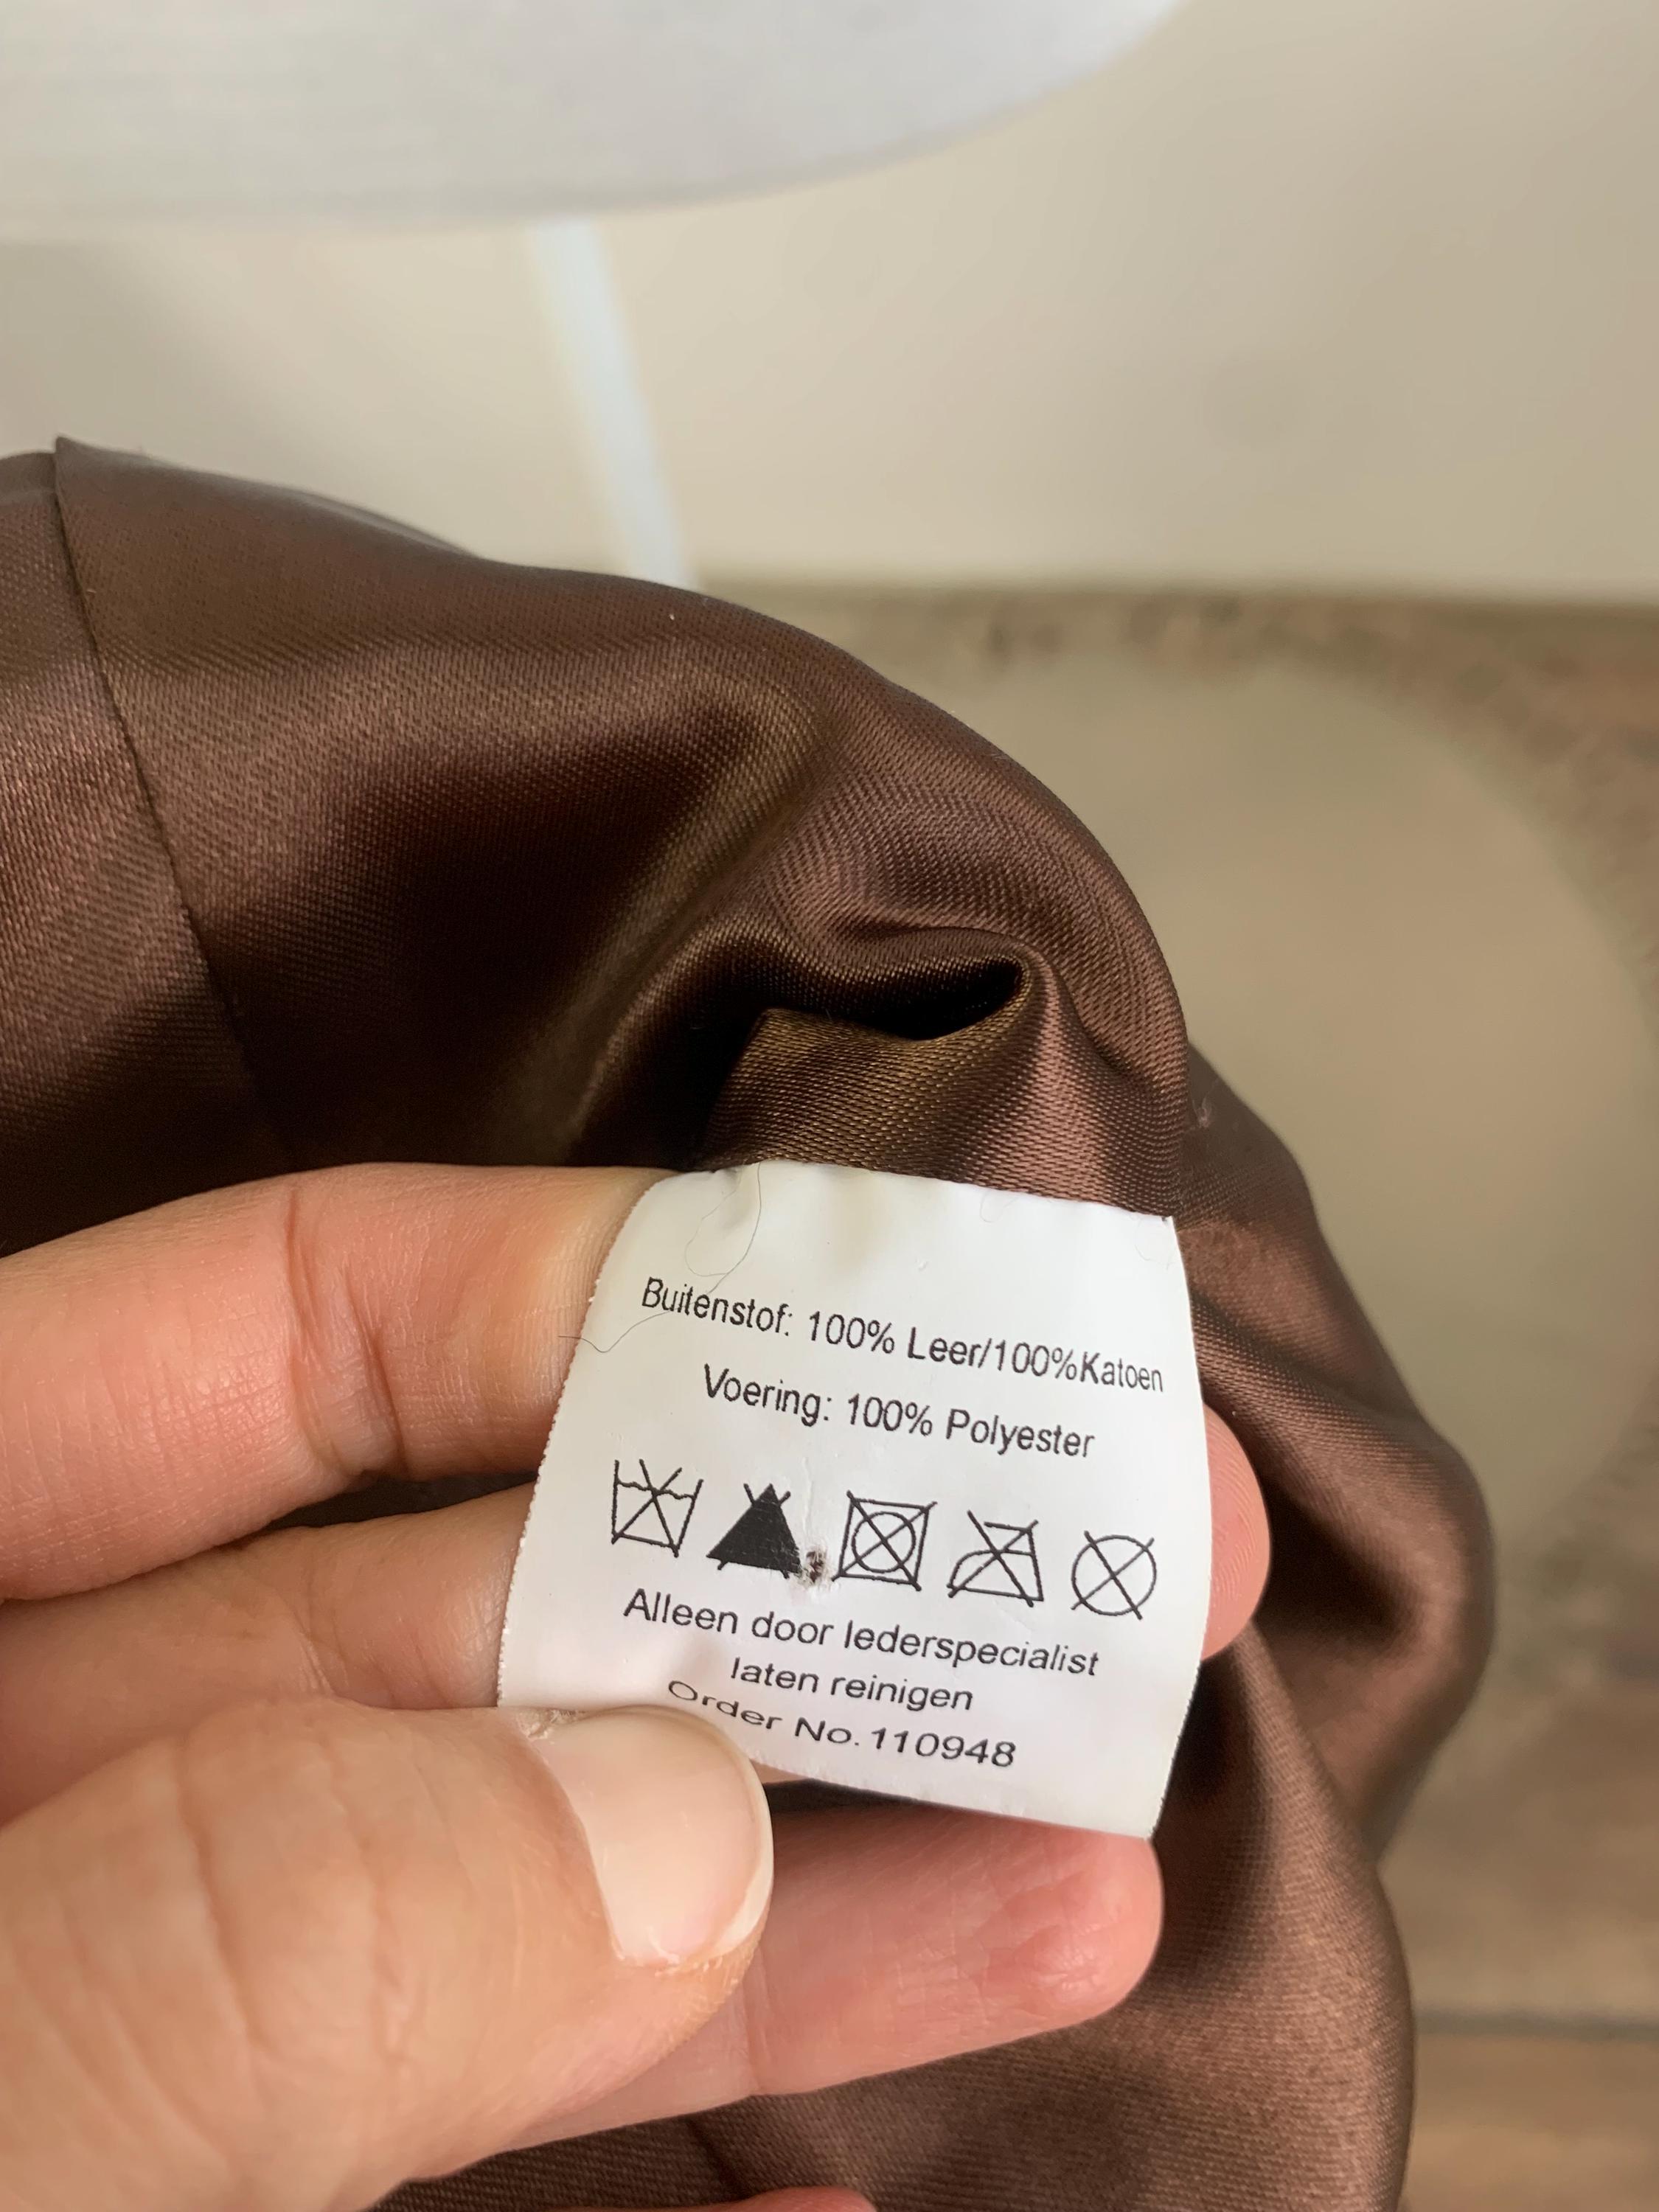 Buitenstof: 100% Leer/100%Katoen
Voering: 100% Polyester
Alleen door lederspecialist
laten reinigen
Order No.110948